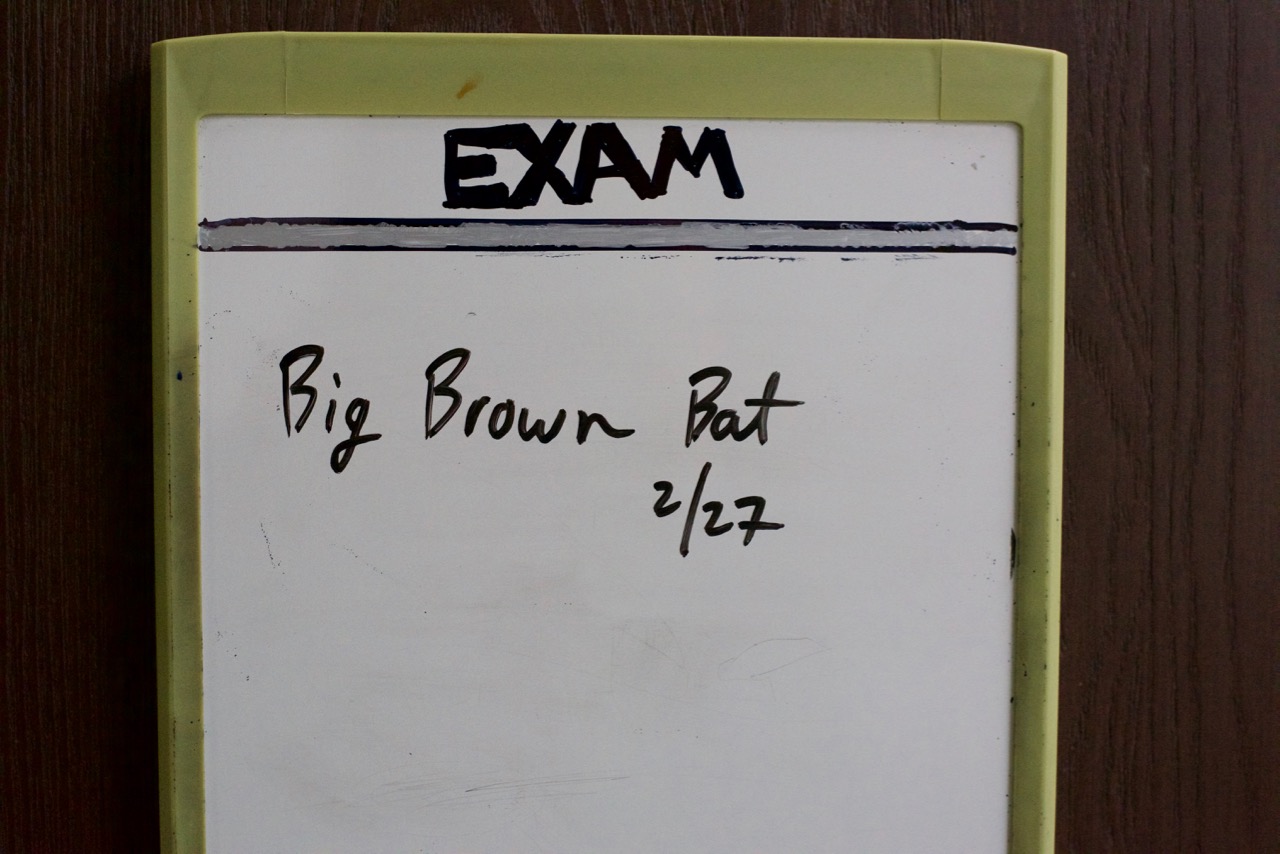 EXAM
Big Brown Bat
2/27